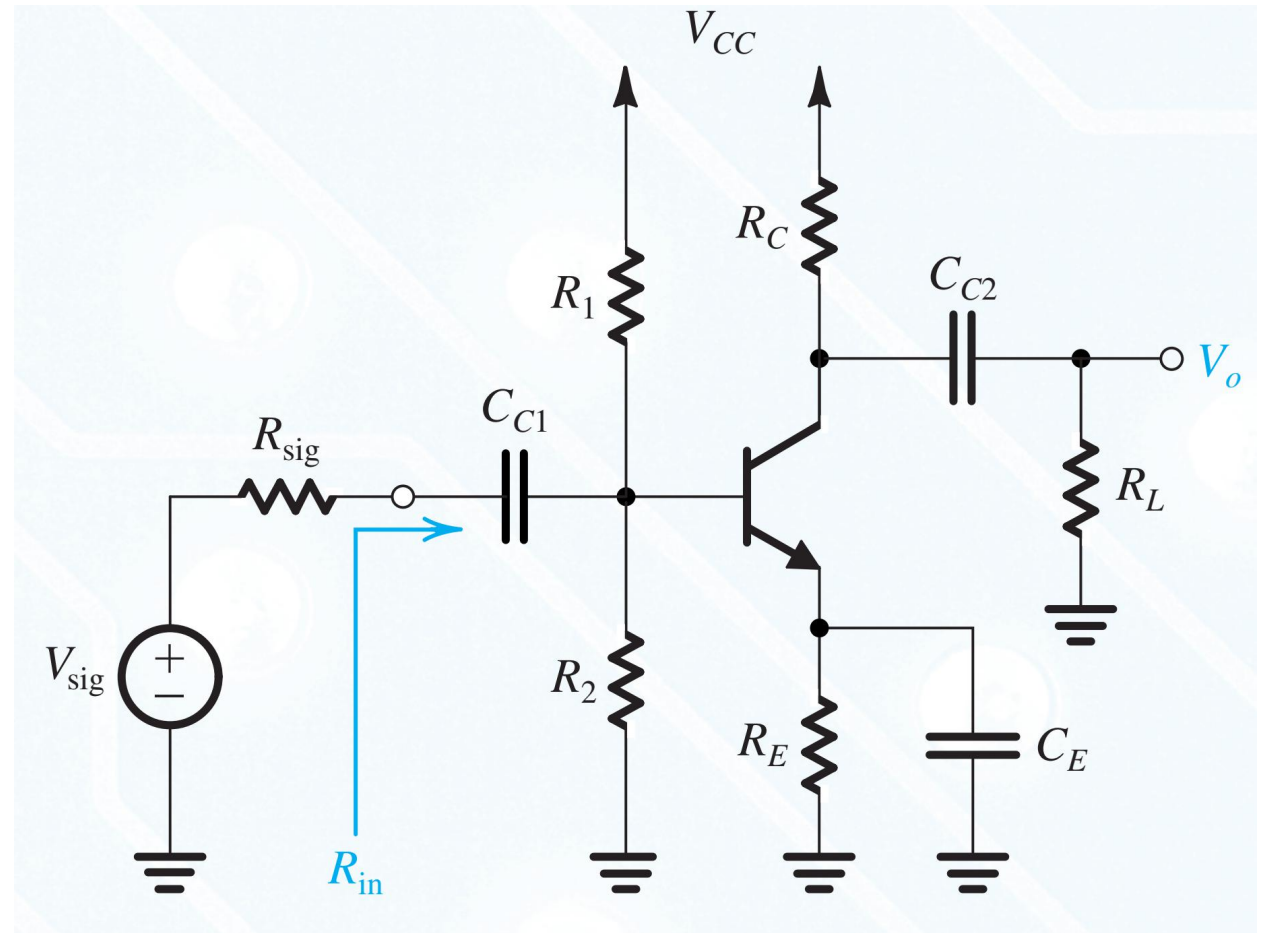 V_CC
R_C
R_1
C_C2
V_o
C_C1
R_sig
R_L
V_sig
+
−
R_2
R_E
C_E
R_in